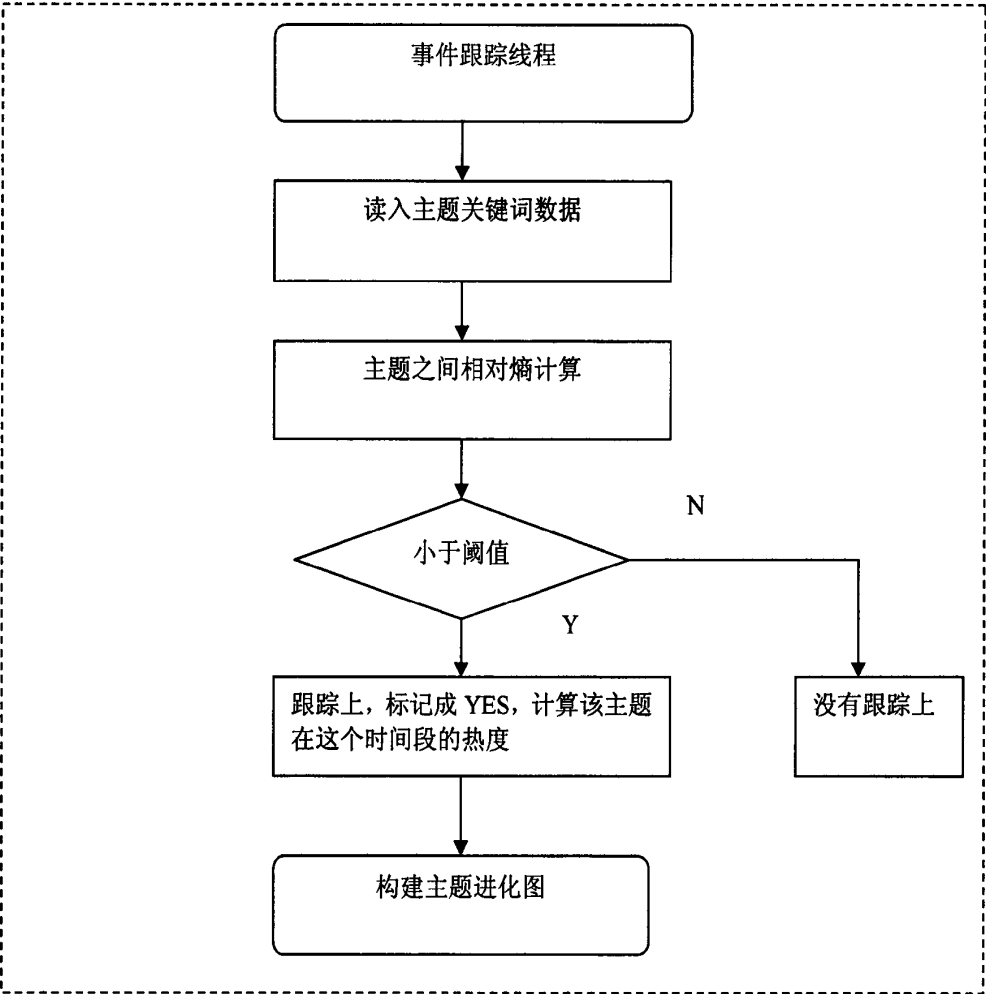 事件跟踪线程
读入主题关键词数据
主题之间相对熵计算
N
小于阈值
Y
跟踪上，标记成 YES，计算该主题
在这个时间段的热度
没有跟踪上
构建主题进化图